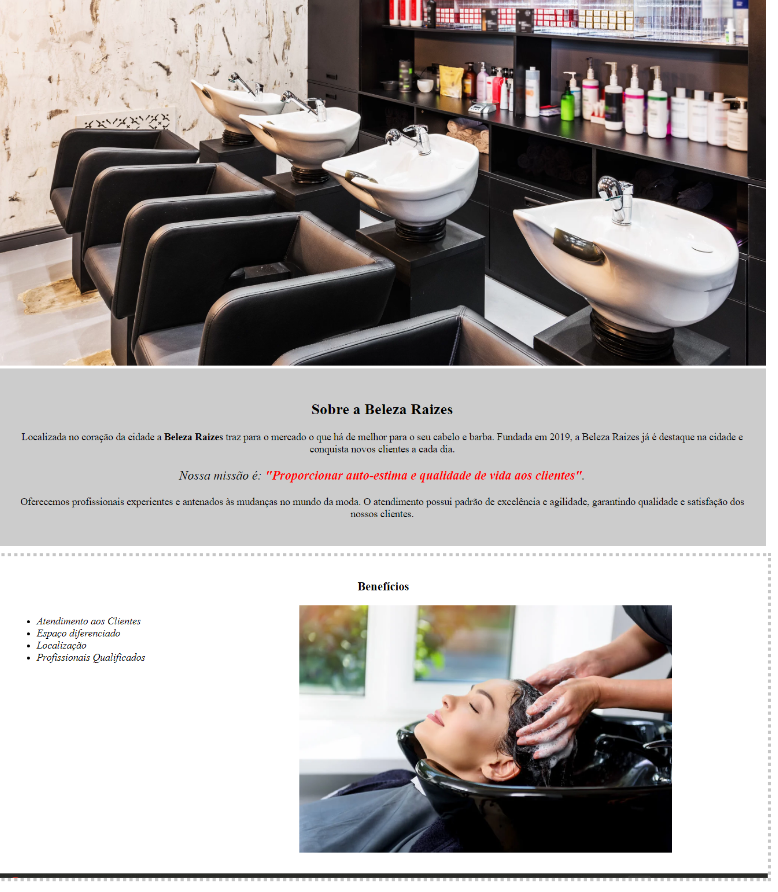 Sobre a Beleza Raizes
Localizada no coração da cidade a Beleza Raizes traz para o mercado o que há de melhor para o seu cabelo e barba. Fundada em 2019, a Beleza Raizes já é destaque na cidade e
conquista novos clientes a cada dia.
Nossa missão é: "Proporcionar auto-estima e qualidade de vida aos clientes".
Oferecemos profissionais experientes e antenados às mudanças no mundo da moda. O atendimento possui padrão de excelência e agilidade, garantindo qualidade e satisfação dos
nossos clientes.
Benefícios
• Atendimento aos Clientes
• Espaço diferenciado
• Localização
• Profissionais Qualificados